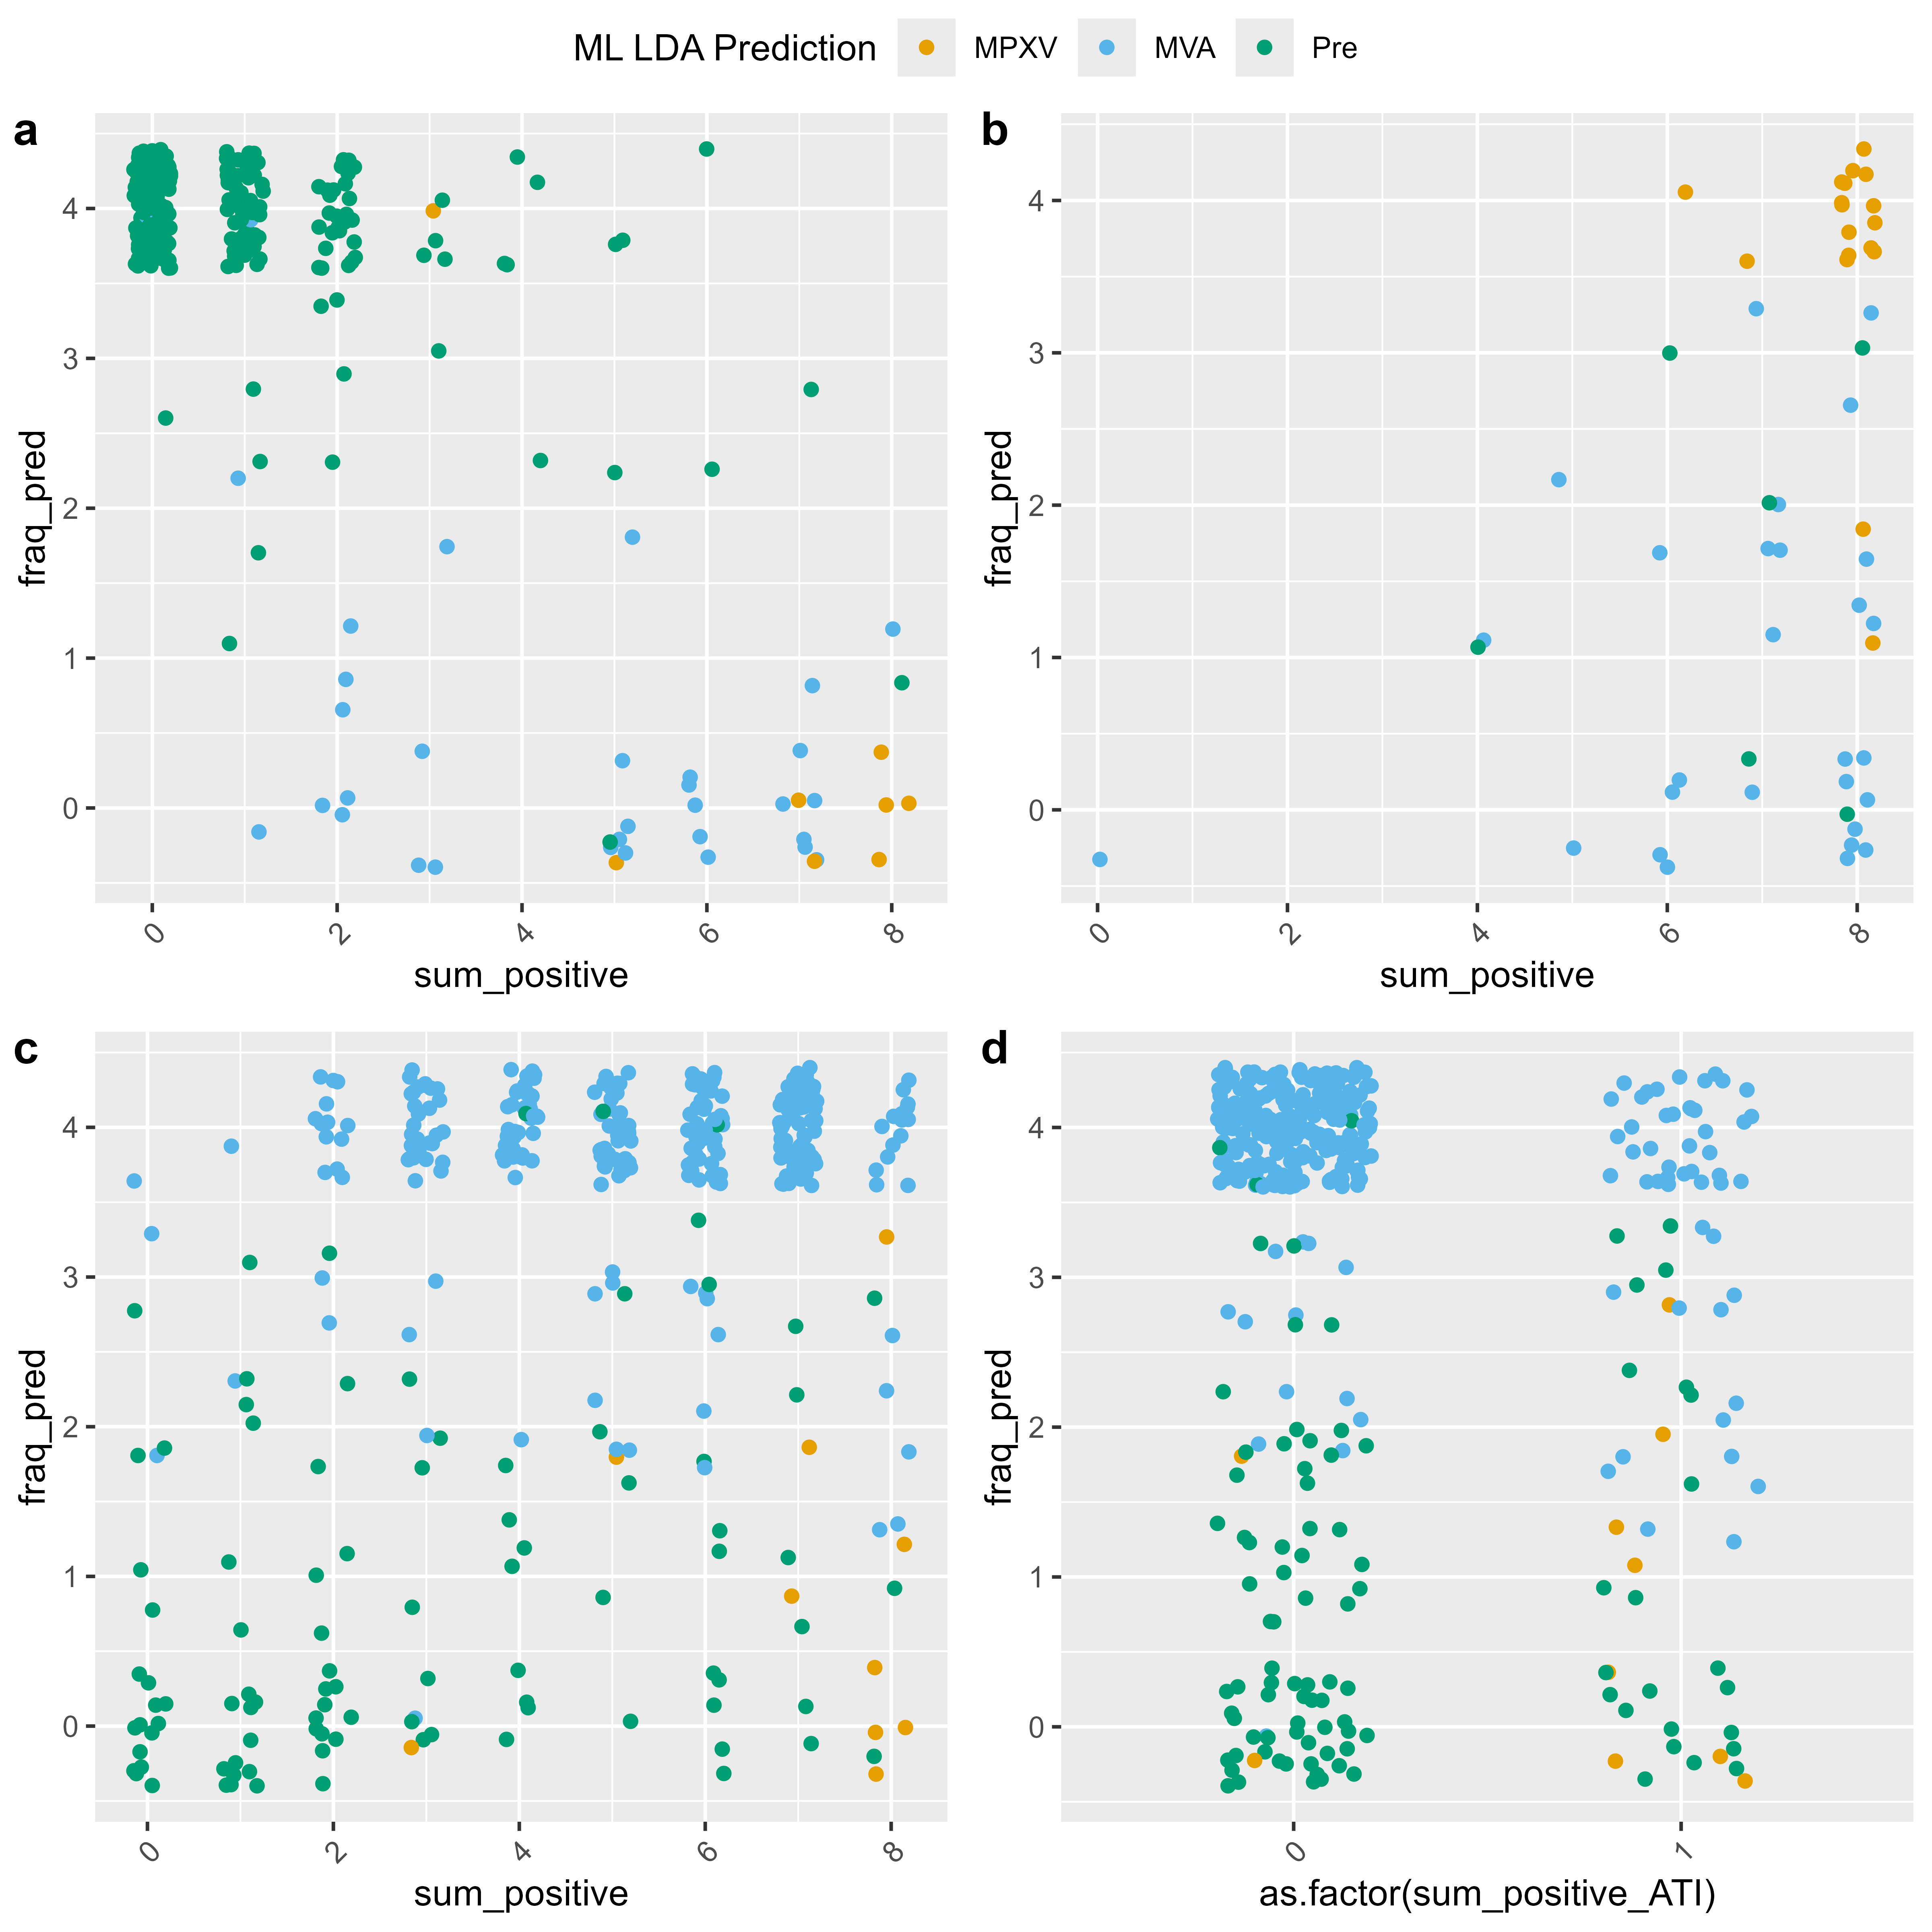 ML LDA Prediction MPXV MVA Pre
a
fraq_pred
4
3
2
1
0
0 2 4 6 8
sum_positive
b
fraq_pred
4
3
2
1
0
0 2 4 6 8
sum_positive
c
fraq_pred
4
3
2
1
0
0 2 4 6 8
sum_positive
d
fraq_pred
4
3
2
1
0
0 1
as.factor(sum_positive_ATI)